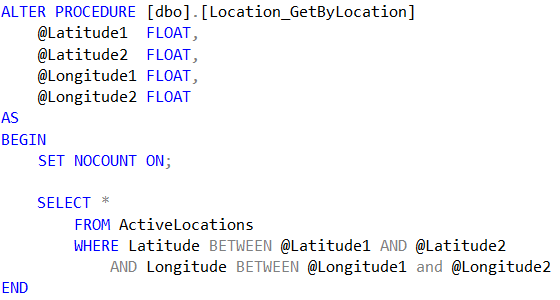 ALTER PROCEDURE [dbo].[Location_GetByLocation]
    @Latitude1  FLOAT,
    @Latitude2  FLOAT,
    @Longitude1 FLOAT,
    @Longitude2 FLOAT
AS
BEGIN
    SET NOCOUNT ON;

    SELECT *
        FROM ActiveLocations
        WHERE Latitude BETWEEN @Latitude1 AND @Latitude2
            AND Longitude BETWEEN @Longitude1 and @Longitude2
END